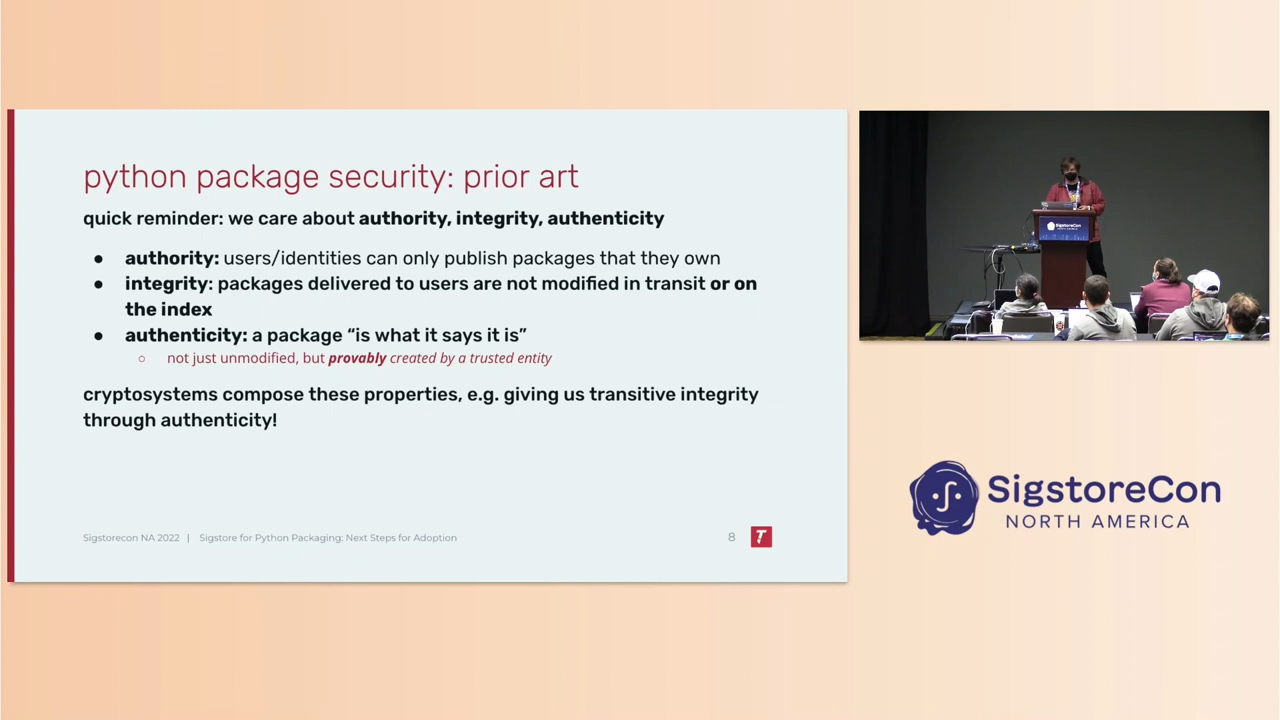 python package security: prior art
quick reminder: we care about authority, integrity, authenticity
● authority: users/identities can only publish packages that they own
● integrity: packages delivered to users are not modified in transit or on
the index
● authenticity: a package “is what it says it is”
○ not just unmodified, but provably created by a trusted entity
cryptosystems compose these properties, e.g. giving us transitive integrity
through authenticity!
Sigstorecon NA 2022 | Sigstore for Python Packaging: Next Steps for Adoption
8
SigstoreCon
SigstoreCon
NORTH AMERICA